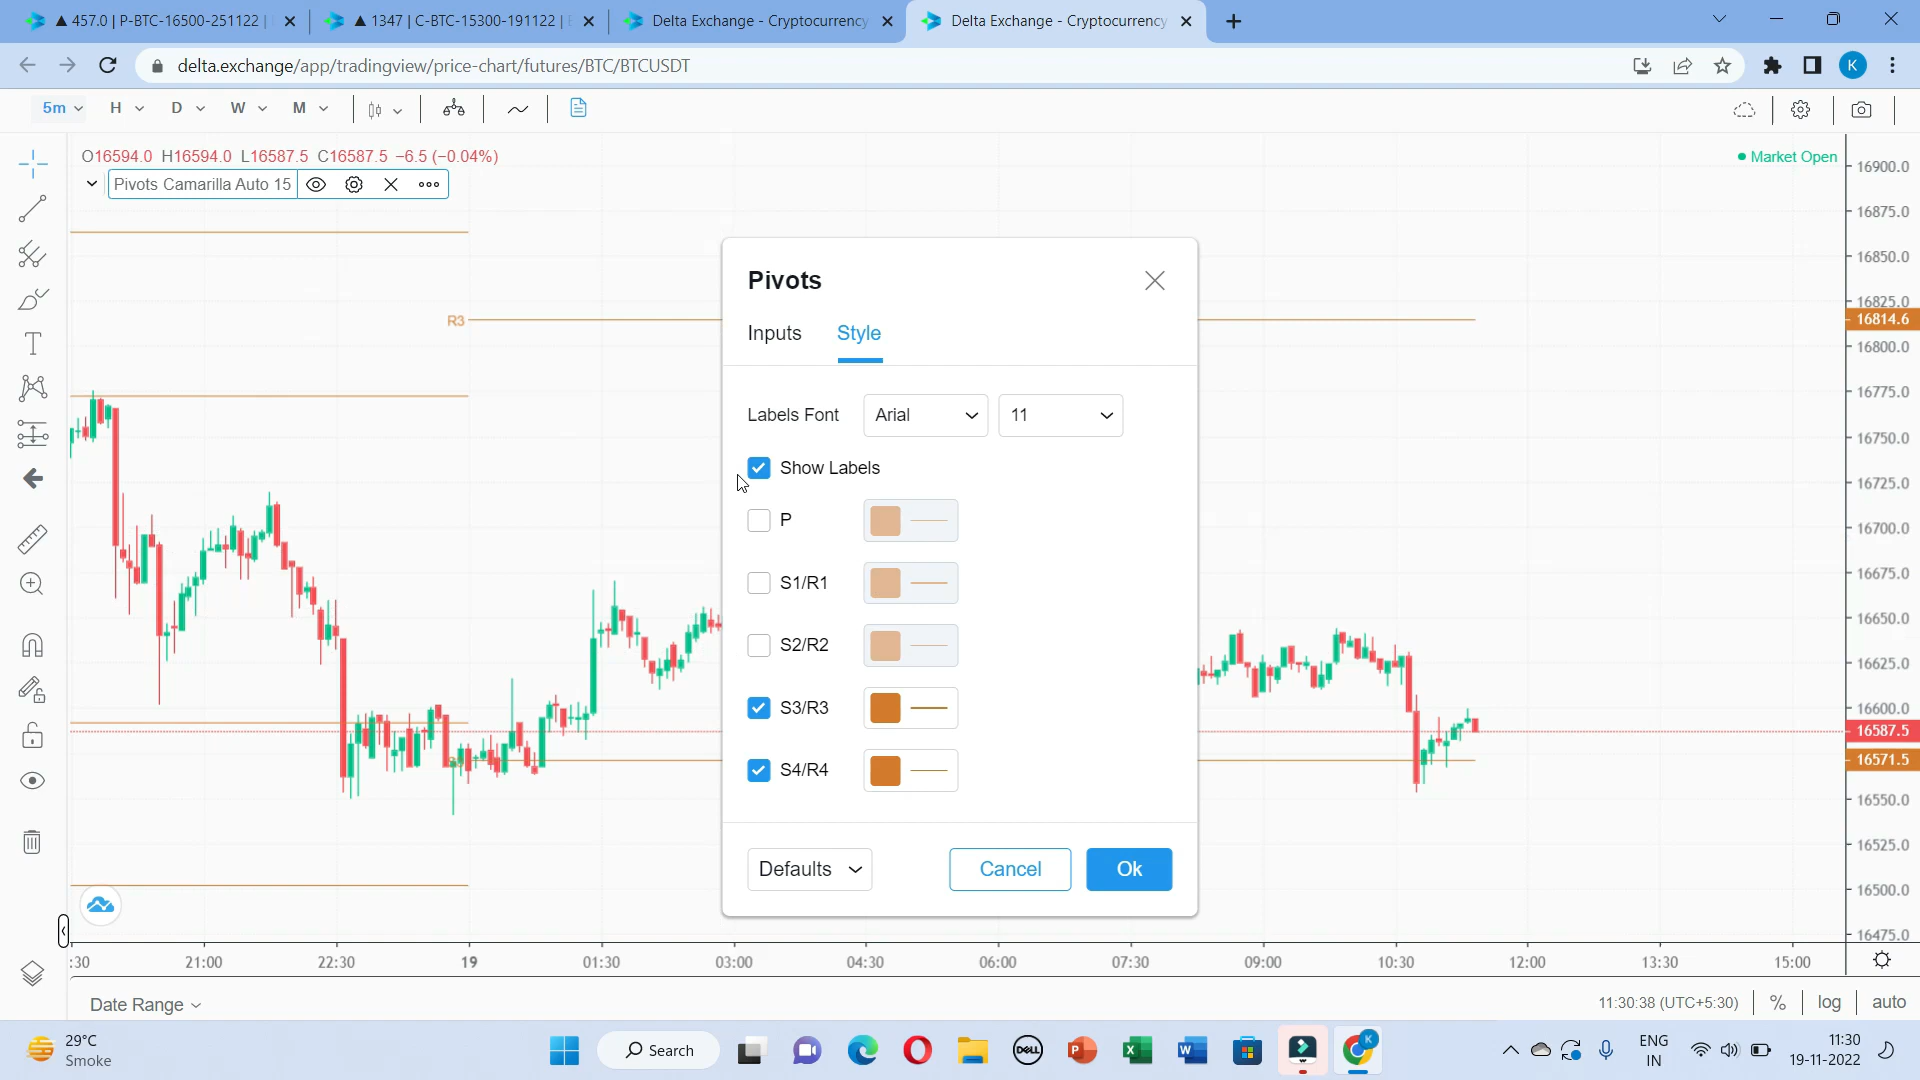 ▲ 457.0 | P-BTC-16500-251122 |
▲ 1347 | C-BTC-15300-191122 |
Delta Exchange - Cryptocurrency
Delta Exchange - Cryptocurrency
delta.exchange/app/tradingview/price-chart/futures/BTC/BTCUSDT
K
5m H D W M
O16594.0 H16594.0 L16587.5 C16587.5 −6.5 (−0.04%)
Market Open
Pivots Camarilla Auto 15
R3
Pivots
Inputs Style
Labels Font Arial 11
Show Labels
P
S1/R1
S2/R2
S3/R3
S4/R4
Defaults Cancel Ok
16900.0
16875.0
16850.0
16825.0
16814.6
16800.0
16775.0
16750.0
16725.0
16700.0
16675.0
16650.0
16625.0
16600.0
16587.5
16571.5
16550.0
16525.0
16500.0
16475.0
:30 21:00 22:30 19 01:30 03:00 04:30 06:00 07:30 09:00 10:30 12:00 13:30 15:00
Date Range
11:30:38 (UTC+5:30) % log auto
29°C
Smoke
Search
DELL
ENG
IN
11:30
19-11-2022